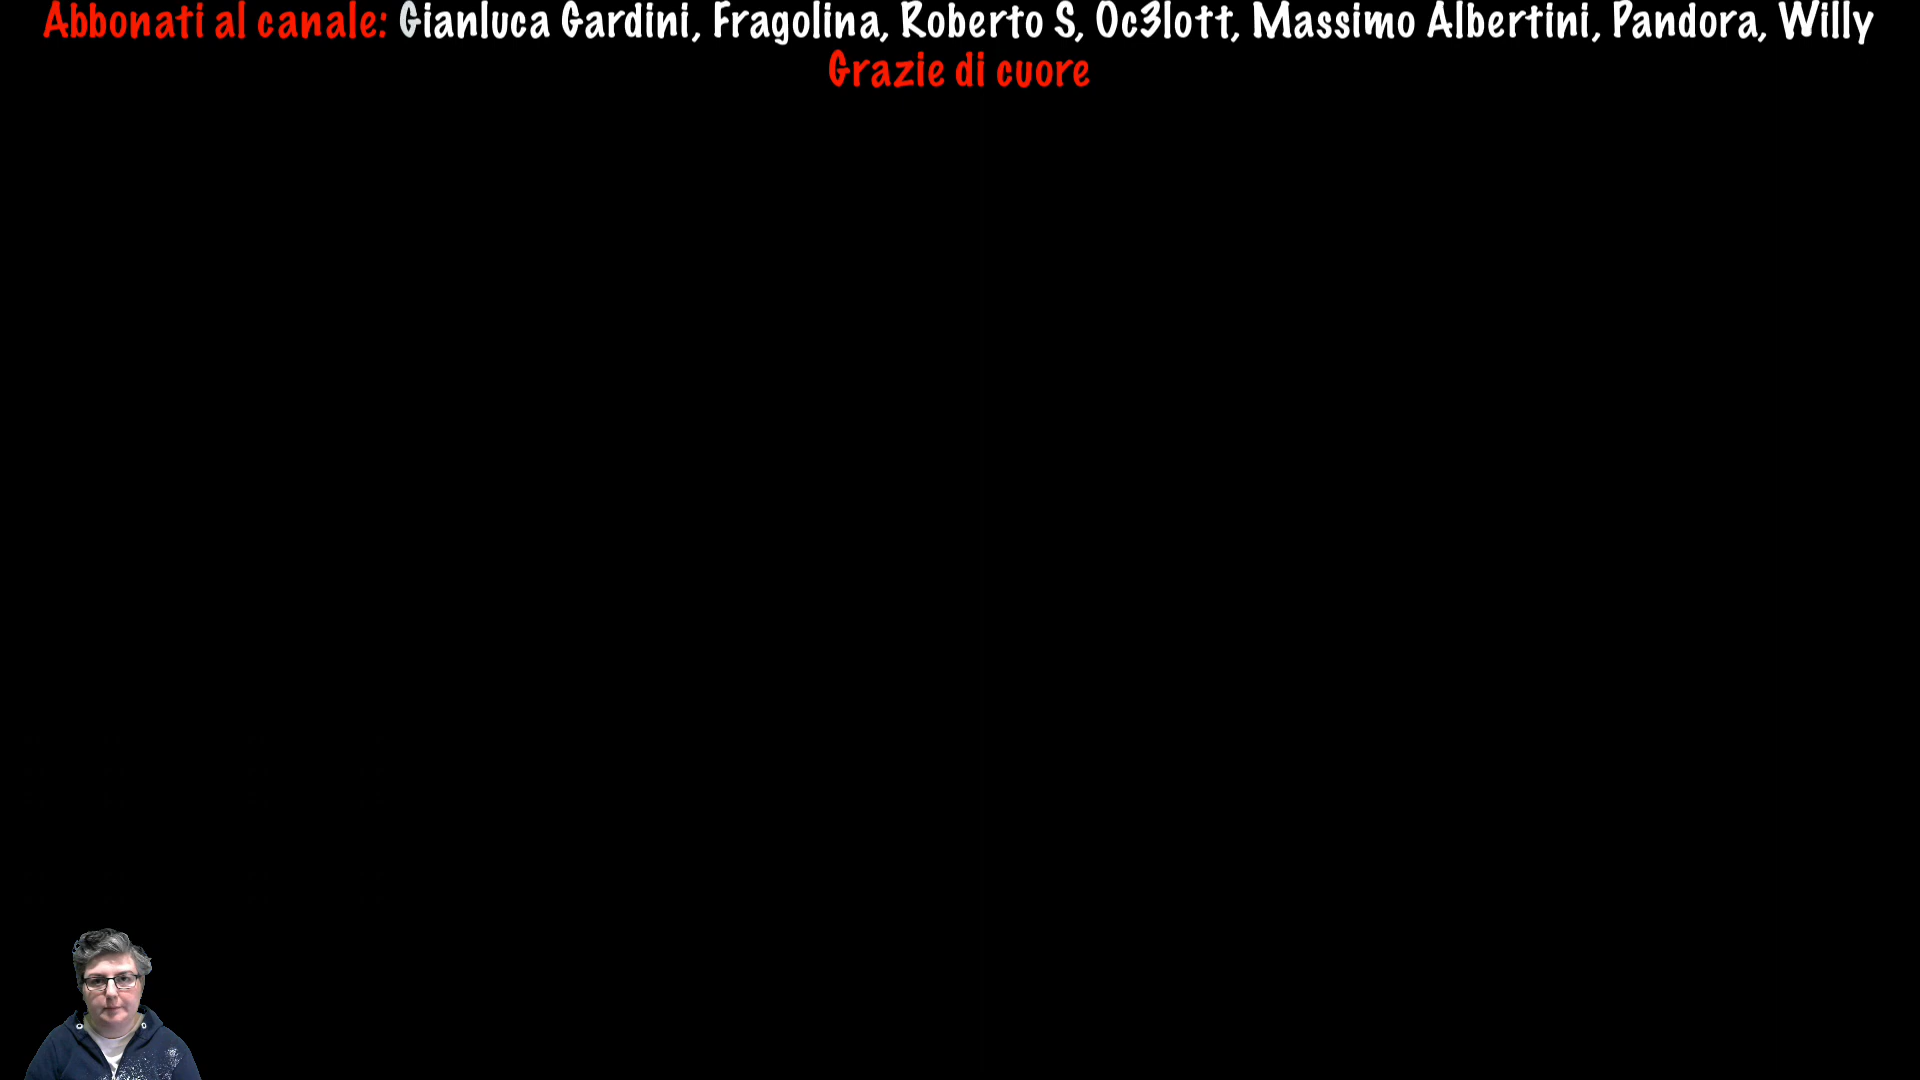 Abbonati al canale: Gianluca Gardini, Fragolina, Roberto S, Oc3lott, Massimo Albertini, Pandora, Willy
Grazie di cuore